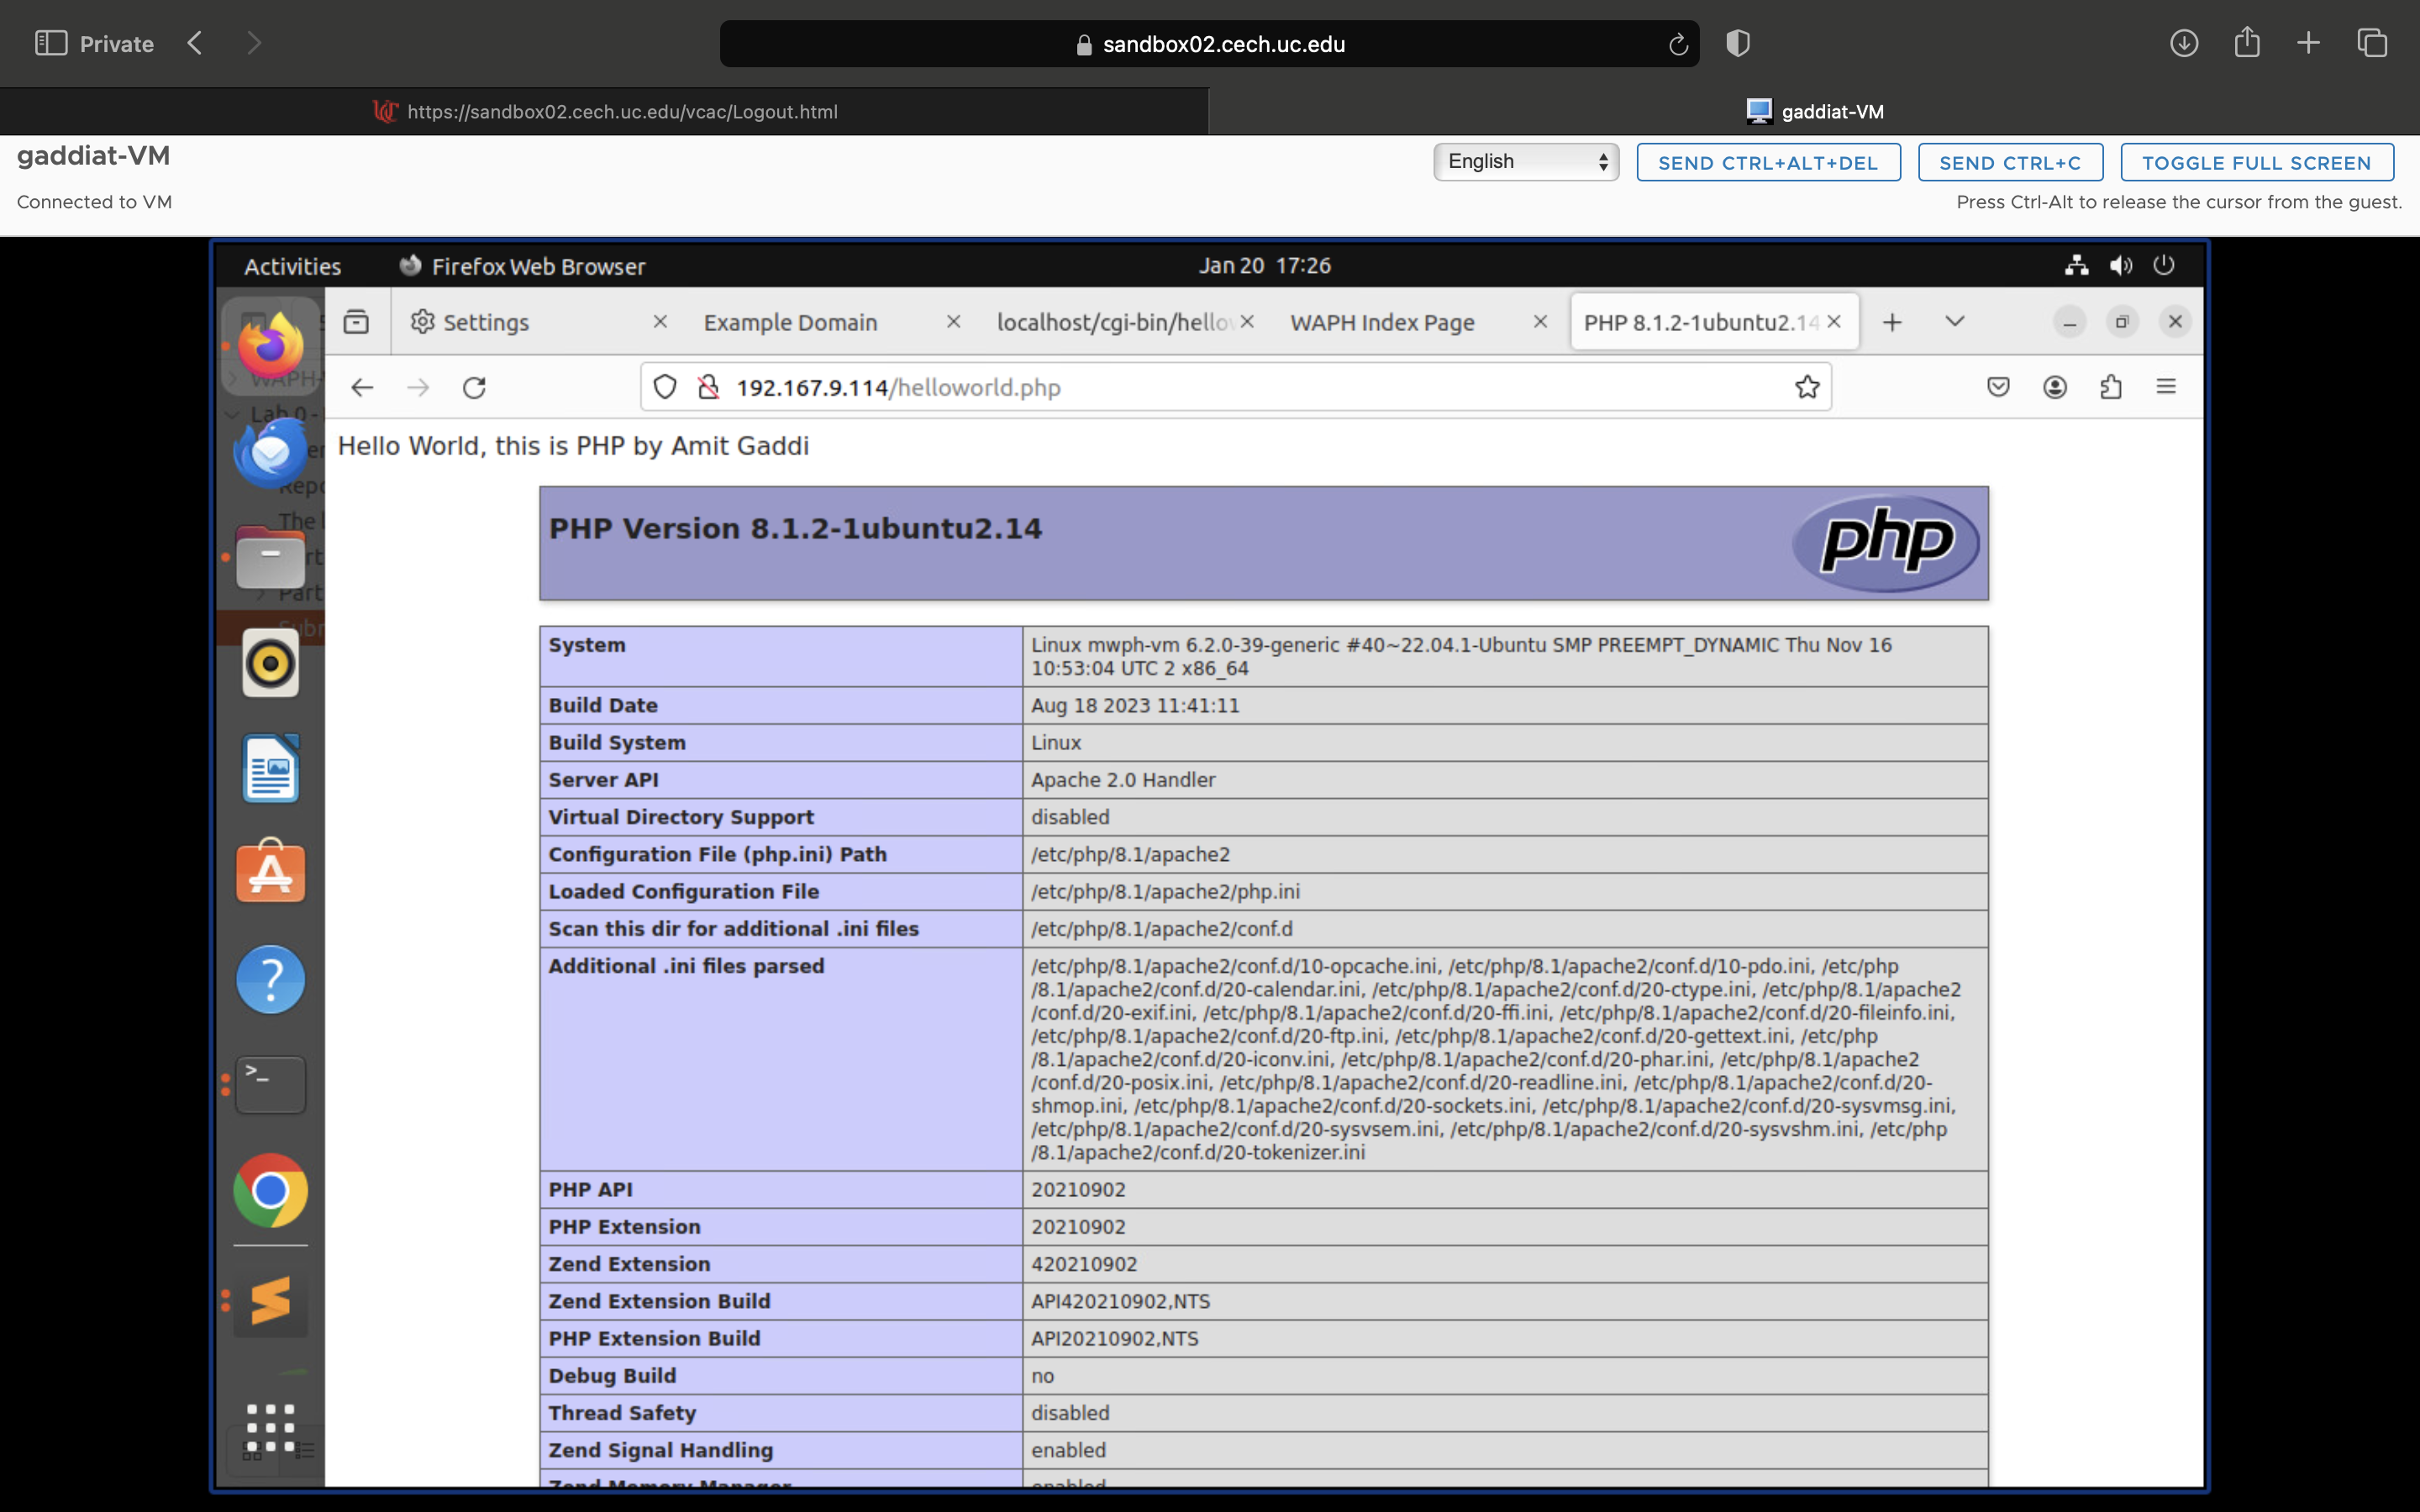 Private
sandbox02.cech.uc.edu
https://sandbox02.cech.uc.edu/vcac/Logout.html
gaddiat-VM
gaddiat-VM
English
SEND CTRL+ALT+DEL
SEND CTRL+C
TOGGLE FULL SCREEN
Connected to VM
Press Ctrl-Alt to release the cursor from the guest.
Activities
Firefox Web Browser
Jan 20 17:26
Settings
Example Domain
localhost/cgi-bin/hello
WAPH Index Page
PHP 8.1.2-1ubuntu2.14
192.167.9.114/helloworld.php
WAPH-
Lab 0 -
Repo
The l
Part
Subr
Hello World, this is PHP by Amit Gaddi
PHP Version 8.1.2-1ubuntu2.14
php
System
Linux mwph-vm 6.2.0-39-generic #40~22.04.1-Ubuntu SMP PREEMPT_DYNAMIC Thu Nov 16
10:53:04 UTC 2 x86_64
Build Date
Aug 18 2023 11:41:11
Build System
Linux
Server API
Apache 2.0 Handler
Virtual Directory Support
disabled
Configuration File (php.ini) Path
/etc/php/8.1/apache2
Loaded Configuration File
/etc/php/8.1/apache2/php.ini
Scan this dir for additional .ini files
/etc/php/8.1/apache2/conf.d
Additional .ini files parsed
/etc/php/8.1/apache2/conf.d/10-opcache.ini, /etc/php/8.1/apache2/conf.d/10-pdo.ini, /etc/php
/8.1/apache2/conf.d/20-calendar.ini, /etc/php/8.1/apache2/conf.d/20-ctype.ini, /etc/php/8.1/apache2
/conf.d/20-exif.ini, /etc/php/8.1/apache2/conf.d/20-ffi.ini, /etc/php/8.1/apache2/conf.d/20-fileinfo.ini,
/etc/php/8.1/apache2/conf.d/20-ftp.ini, /etc/php/8.1/apache2/conf.d/20-gettext.ini, /etc/php
/8.1/apache2/conf.d/20-iconv.ini, /etc/php/8.1/apache2/conf.d/20-phar.ini, /etc/php/8.1/apache2
/conf.d/20-posix.ini, /etc/php/8.1/apache2/conf.d/20-readline.ini, /etc/php/8.1/apache2/conf.d/20-
shmop.ini, /etc/php/8.1/apache2/conf.d/20-sockets.ini, /etc/php/8.1/apache2/conf.d/20-sysvmsg.ini,
/etc/php/8.1/apache2/conf.d/20-sysvsem.ini, /etc/php/8.1/apache2/conf.d/20-sysvshm.ini, /etc/php
/8.1/apache2/conf.d/20-tokenizer.ini
PHP API
20210902
PHP Extension
20210902
Zend Extension
420210902
Zend Extension Build
API420210902,NTS
PHP Extension Build
API20210902,NTS
Debug Build
no
Thread Safety
disabled
Zend Signal Handling
enabled
Zend Memory Manager
enabled